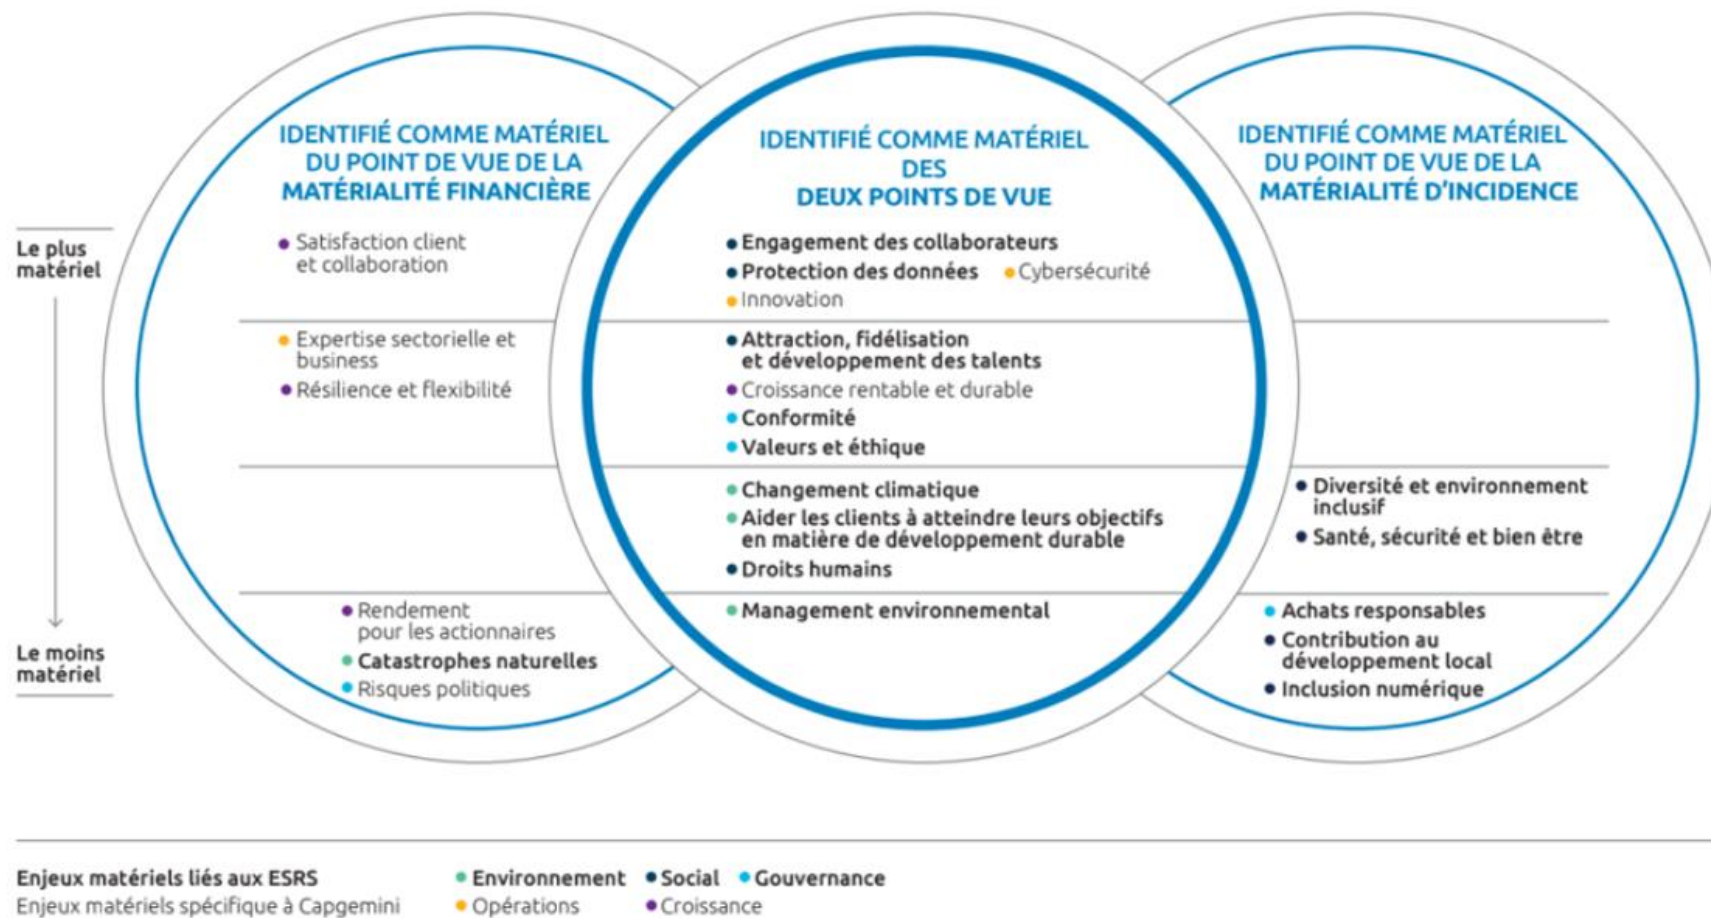 IDENTIFIÉ COMME MATÉRIEL
DU POINT DE VUE DE LA
MATÉRIALITÉ FINANCIÈRE
IDENTIFIÉ COMME MATÉRIEL
DES
DEUX POINTS DE VUE
IDENTIFIÉ COMME MATÉRIEL
DU POINT DE VUE DE LA
MATÉRIALITÉ D'INCIDENCE
Le plus
matériel
Satisfaction client
et collaboration
Engagement des collaborateurs
Protection des données Cybersécurité
Innovation
Expertise sectorielle et
business
Résilience et flexibilité
Attraction, fidélisation
et développement des talents
Croissance rentable et durable
Conformité
Valeurs et éthique
Changement climatique
Aider les clients à atteindre leurs objectifs
en matière de développement durable
Droits humains
Diversité et environnement
inclusif
Santé, sécurité et bien être
Le moins
matériel
Rendement
pour les actionnaires
Catastrophes naturelles
Risques politiques
Management environnemental
Achats responsables
Contribution au
développement local
Inclusion numérique
Enjeux matériels liés aux ESRS Environnement Social Gouvernance
Enjeux matériels spécifique à Capgemini Opérations Croissance